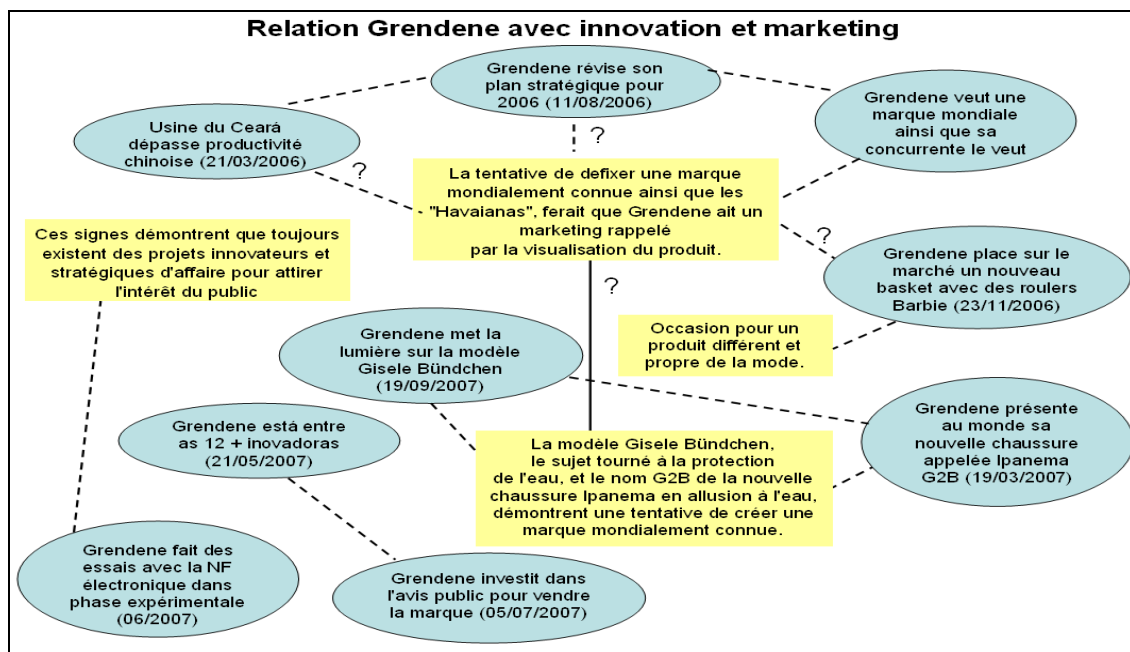 Relation Grendene avec innovation et marketing
Grendene révise son
plan stratégique pour
2006 (11/08/2006)
Usine du Ceará
dépasse productivité
chinoise (21/03/2006)
Grendene veut une
marque mondiale
ainsi que sa
concurrente le veut
?
?
La tentative de defixer une marque
mondialement connue ainsi que les
"Havaianas", ferait que Grendene ait un
marketing rappelé
par la visualisation du produit.
Ces signes démontrent que toujours
existent des projets innovateurs et
stratégiques d'affaire pour attirer
l'intérêt du public
?
Grendene place sur le
marché un nouveau
basket avec des roulers
Barbie (23/11/2006)
?
Occasion pour un
produit différent et
propre de la mode.
Grendene met la
lumière sur la modèle
Gisele Bündchen
(19/09/2007)
Grendene está entre
as 12 + inovadoras
(21/05/2007)
Grendene présente
au monde sa
nouvelle chaussure
appelée Ipanema
G2B (19/03/2007)
La modèle Gisele Bündchen,
le sujet tourné à la protection
de l'eau, et le nom G2B de la nouvelle
chaussure Ipanema en allusion à l'eau,
démontrent une tentative de créer une
marque mondialement connue.
Grendene fait des
essais avec la NF
électronique dans
phase expérimentale
(06/2007)
Grendene investit dans
l'avis public pour vendre
la marque (05/07/2007)